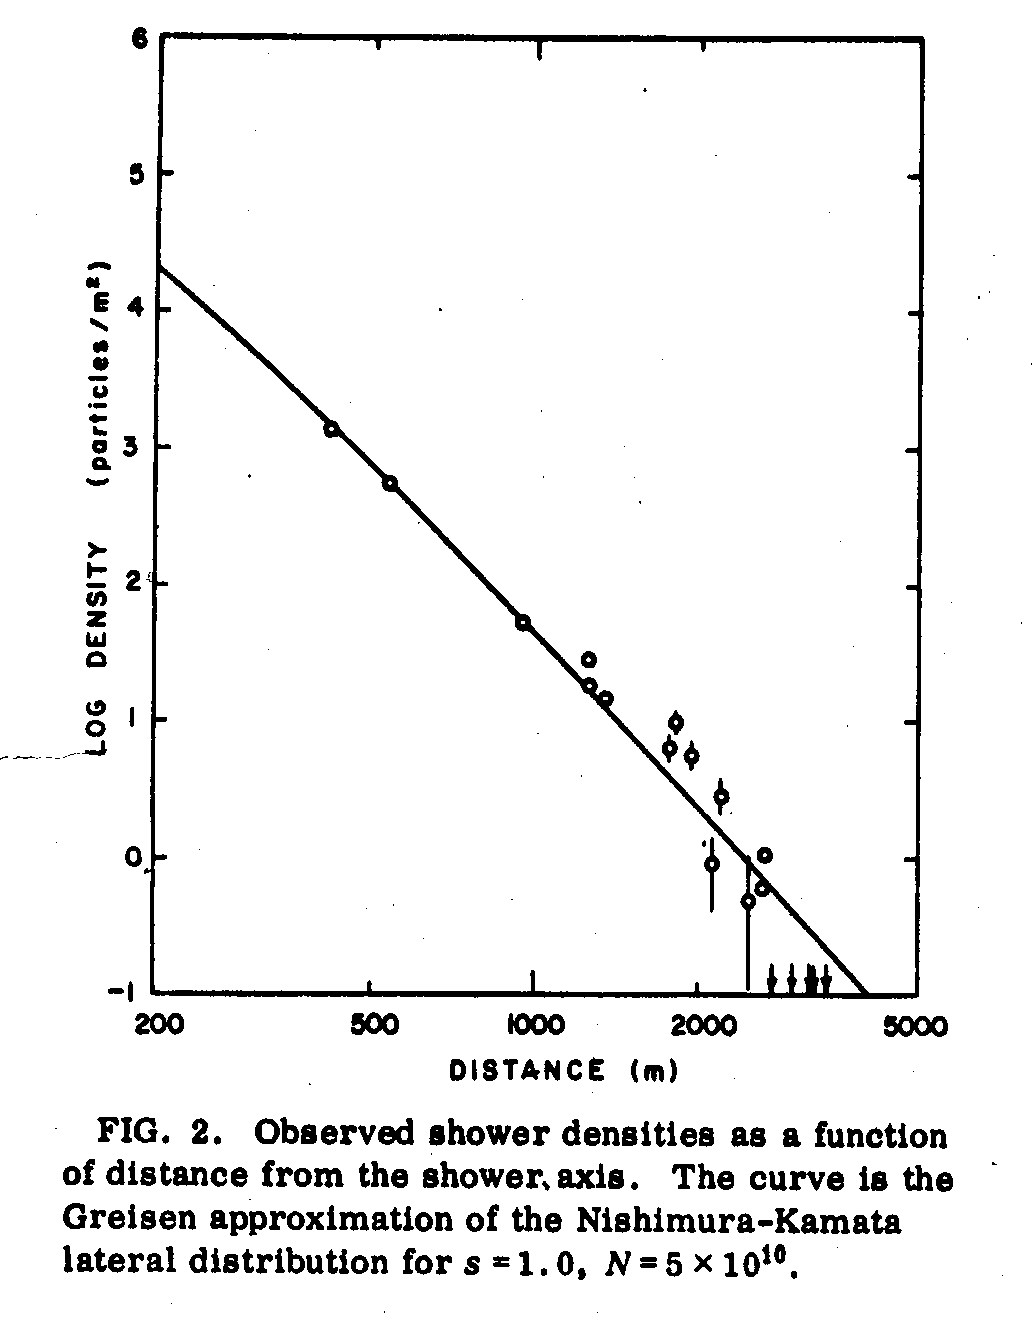 6
5
4
3
2
1
0
-1
LOG DENSITY (particles/m²)
200 500 1000 2000 5000
DISTANCE (m)
FIG. 2. Observed shower densities as a function
of distance from the shower axis. The curve is the
Greisen approximation of the Nishimura-Kamata
lateral distribution for s = 1.0, N = 5 × 10¹⁰.